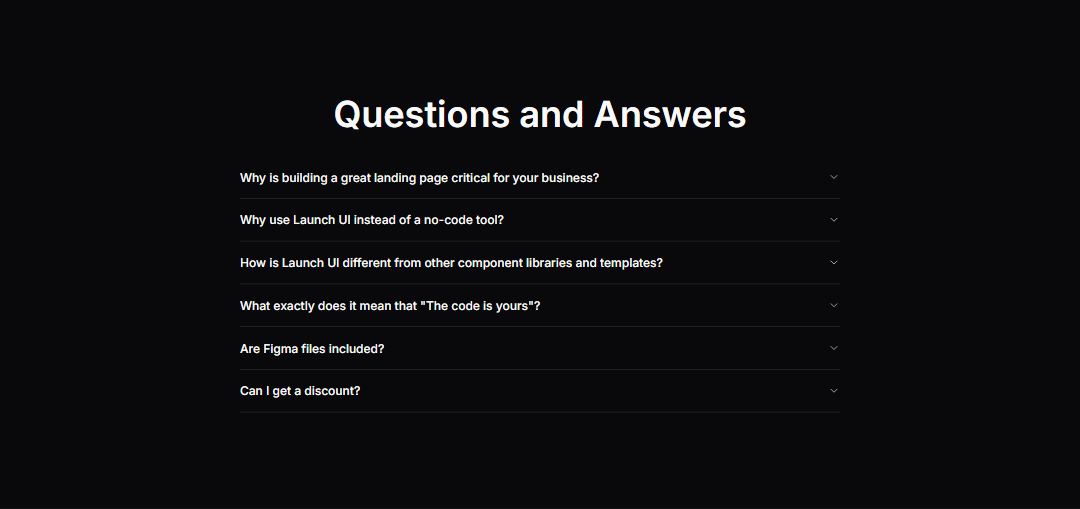 Questions and Answers
Why is building a great landing page critical for your business?
Why use Launch UI instead of a no-code tool?
How is Launch UI different from other component libraries and templates?
What exactly does it mean that "The code is yours"?
Are Figma files included?
Can I get a discount?